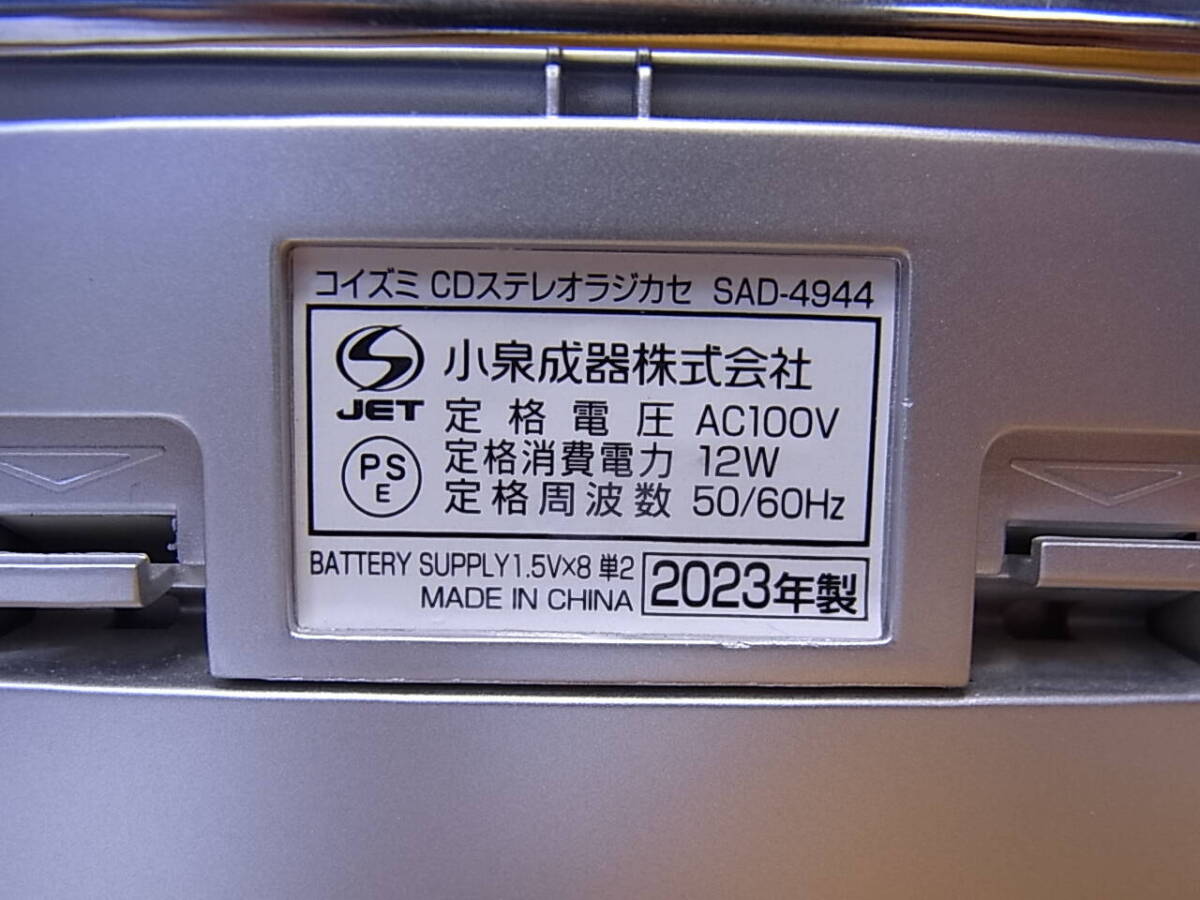 コイズミ CDステレオラジカセ SAD-4944
小泉成器株式会社
JET
定格電圧 AC100V
定格消費電力 12W
PS
E
定格周波数 50/60Hz
BATTERY SUPPLY1.5V×8 単2
MADE IN CHINA
2023年製